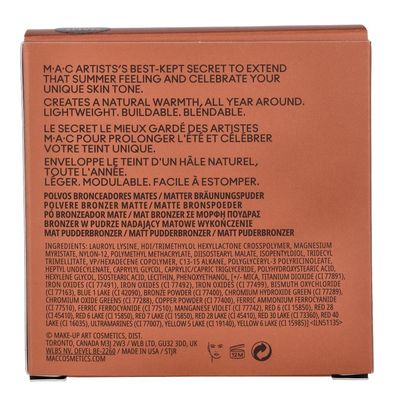 M·A·C ARTISTS'S BEST-KEPT SECRET TO EXTEND
THAT SUMMER FEELING AND CELEBRATE YOUR
UNIQUE SKIN TONE.
CREATES A NATURAL WARMTH, ALL YEAR AROUND.
LIGHTWEIGHT. BUILDABLE. BLENDABLE.
LE SECRET LE MIEUX GARDÉ DES ARTISTES
M·A·C POUR PROLONGER L'ÉTÉ ET CÉLÉBRER
VOTRE TEINT UNIQUE.
ENVELOPPE LE TEINT D'UN HÂLE NATUREL,
TOUTE L'ANNÉE.
LÉGER. MODULABLE. FACILE À ESTOMPER.
POLVOS BRONCEADORES MATES / MATTER BRÄUNUNGSPUDER
POLVERE BRONZER MATTE / MATTE BRONSPOEDER
PÓ BRONZEADOR MATE / MAT BRONZER ΣΕ ΜΟΡΦΗ ΠΟΥΔΡΑΣ
BRONZER W PUDRZE NADAJĄCY MATOWE WYKOŃCZENIE
MAT PUDDERBRONZER / MATT PUDERBRONZER / MATT PUDERBRONZER
INGREDIENTS: LAUROYL LYSINE, HDI/TRIMETHYLOL HEXYLLACTONE CROSSPOLYMER, MAGNESIUM
MYRISTATE, NYLON-12, POLYMETHYL METHACRYLATE, DIISOSTEARYL MALATE, ISOPENTYLDIOL, TRIDECYL
TRIMELLITATE, VP/HEXADECENE COPOLYMER, C13-15 ALKANE, POLYGLYCERYL-3 POLYRICINOLEATE,
HEPTYL UNDECYLENATE, CAPRYLYL GLYCOL, CAPRYLIC/CAPRIC TRIGLYCERIDE, POLYHYDROXYSTEARIC ACID,
HEXYLENE GLYCOL, ISOSTEARIC ACID, LECITHIN, PHENOXYETHANOL, [+/- MICA, TITANIUM DIOXIDE (CI 77891),
IRON OXIDES (CI 77491), IRON OXIDES (CI 77492), IRON OXIDES (CI 77499), BISMUTH OXYCHLORIDE
(CI 77163), BLUE 1 LAKE (CI 42090), BRONZE POWDER (CI 77400), CHROMIUM HYDROXIDE GREEN (CI 77289),
CHROMIUM OXIDE GREENS (CI 77288), COPPER POWDER (CI 77400), FERRIC AMMONIUM FERROCYANIDE
(CI 77510), FERRIC FERROCYANIDE (CI 77510), MANGANESE VIOLET (CI 77742), RED 6 (CI 15850),
RED 6 LAKE (CI 15850), RED 7 LAKE (CI 15850), RED 28 LAKE (CI 45410), RED 30 LAKE (CI 73360), RED 40
LAKE (CI 16035), ULTRAMARINES (CI 77007), YELLOW 5 LAKE (CI 19140), YELLOW 6 LAKE (CI 15985)] <ILN51135>
© MAKE-UP ART COSMETICS, DIST.
TORONTO, CANADA M3J 2W3 / WLB LTD, GU32 3DD, UK
WLBS NV. DEVEL BE-2260 / MADE IN US / STJR
MACCOSMETICS.COM
12M